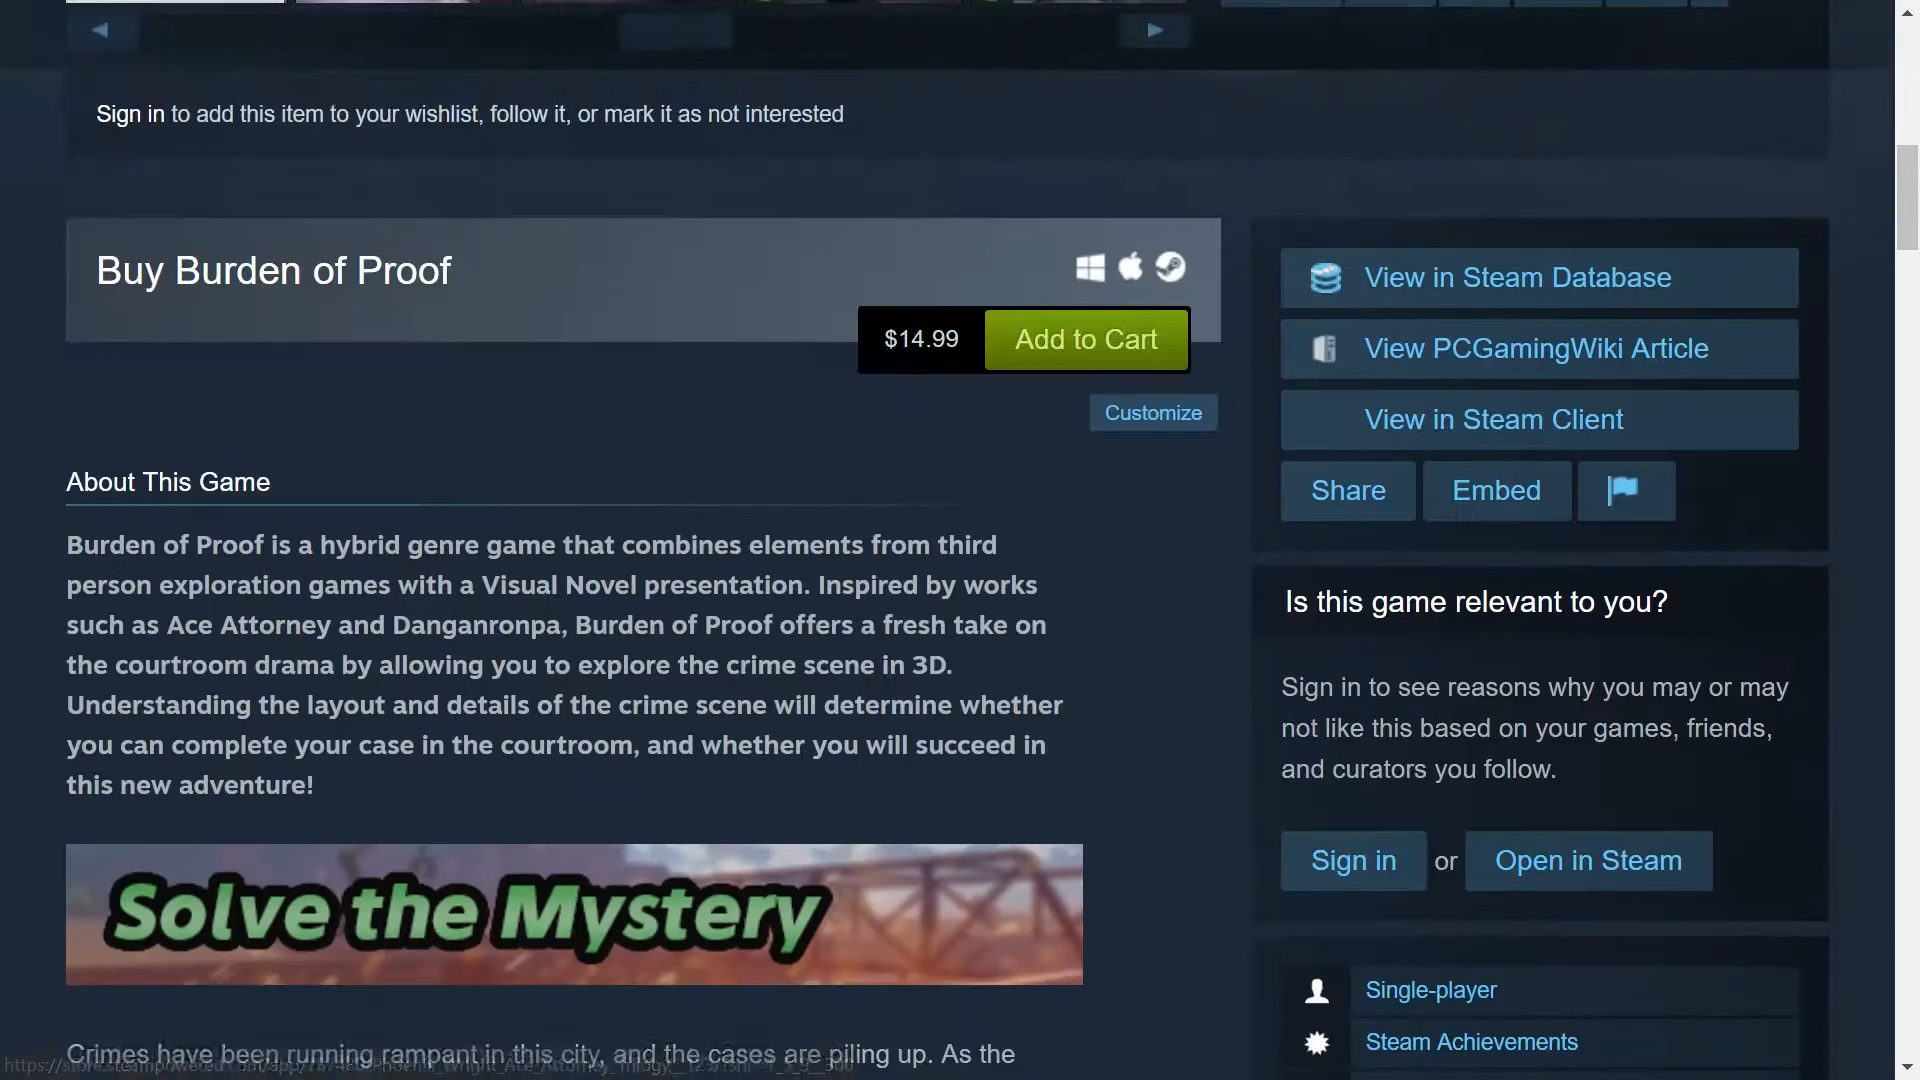 Sign in to add this item to your wishlist, follow it, or mark it as not interested
Buy Burden of Proof
$14.99
Add to Cart
Customize
About This Game
Burden of Proof is a hybrid genre game that combines elements from third
person exploration games with a Visual Novel presentation. Inspired by works
such as Ace Attorney and Danganronpa, Burden of Proof offers a fresh take on
the courtroom drama by allowing you to explore the crime scene in 3D.
Understanding the layout and details of the crime scene will determine whether
you can complete your case in the courtroom, and whether you will succeed in
this new adventure!
Solve the Mystery
Crimes have been running rampant in this city, and the cases are piling up. As the
View in Steam Database
View PCGamingWiki Article
View in Steam Client
Share
Embed
Is this game relevant to you?
Sign in to see reasons why you may or may
not like this based on your games, friends,
and curators you follow.
Sign in or Open in Steam
Single-player
Steam Achievements